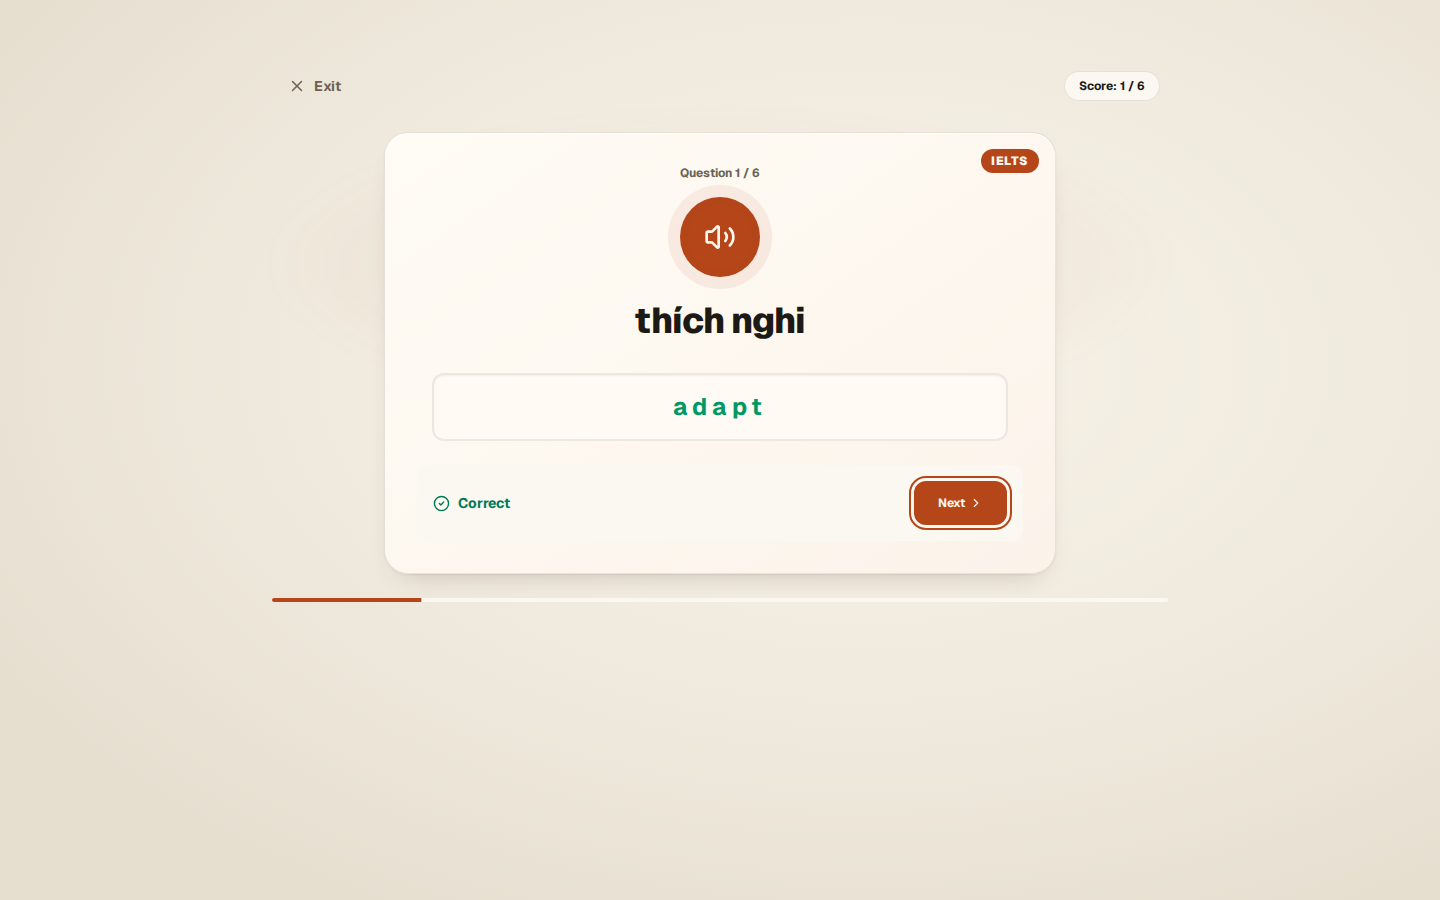 Exit
Score: 1 / 6
IELTS
Question 1 / 6
thích nghi
adapt
Correct
Next